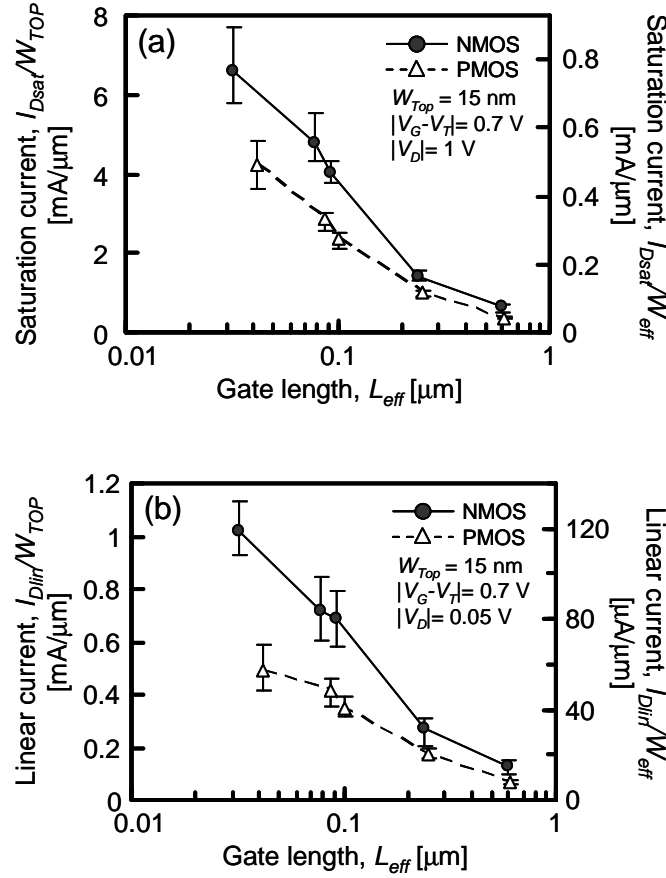 (a)
NMOS
PMOS
W_Top = 15 nm
|V_G-V_T|= 0.7 V
|V_D|= 1 V
Saturation current, I_Dsat/W_TOP
[mA/μm]
8
6
4
2
0
0.8
0.6
0.4
0.2
0
Saturation current, I_Dsat/W_eff
[mA/μm]
0.01
0.1
1
Gate length, L_eff [μm]
(b)
NMOS
PMOS
W_Top = 15 nm
|V_G-V_T|= 0.7 V
|V_D|= 0.05 V
Linear current, I_Dlin/W_TOP
[mA/μm]
1.2
1
0.8
0.6
0.4
0.2
0
120
80
40
0
Linear current, I_Dlin/W_eff
[μA/μm]
0.01
0.1
1
Gate length, L_eff [μm]